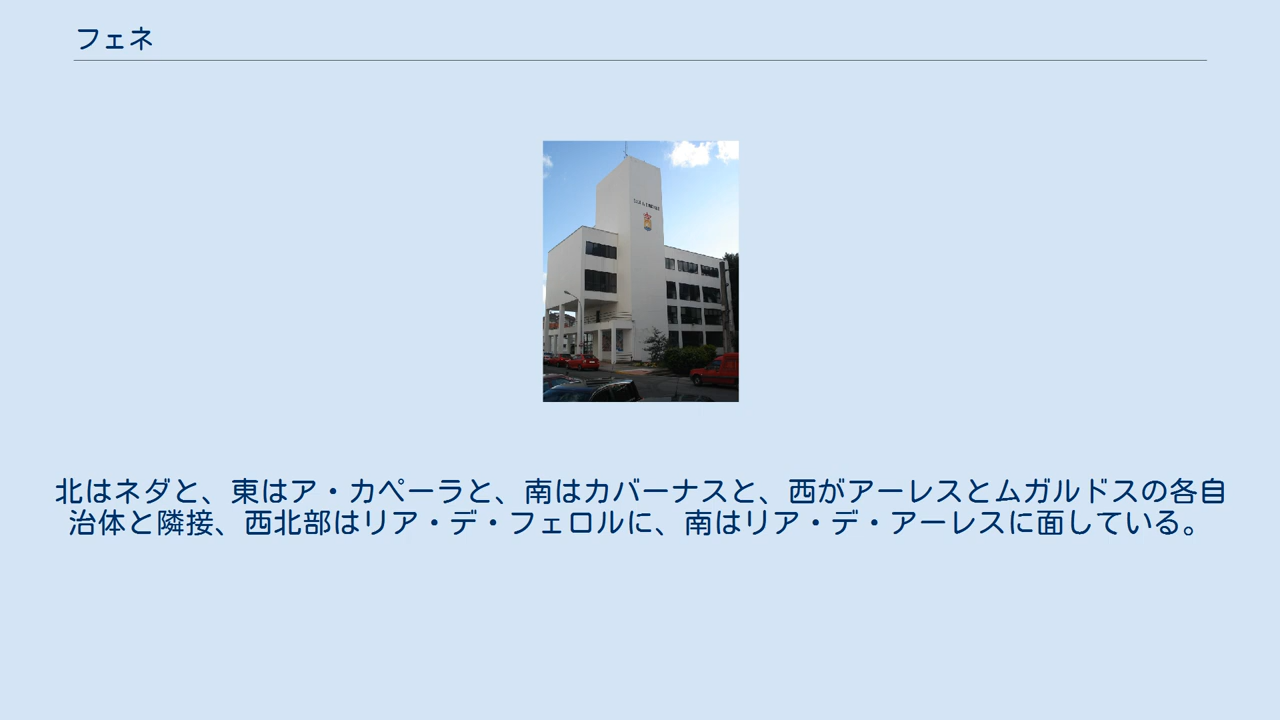 フェネ
北はネダと、東はア・カペーラと、南はカバーナスと、西がアーレスとムガルドスの各自
治体と隣接、西北部はリア・デ・フェロルに、南はリア・デ・アーレスに面している。